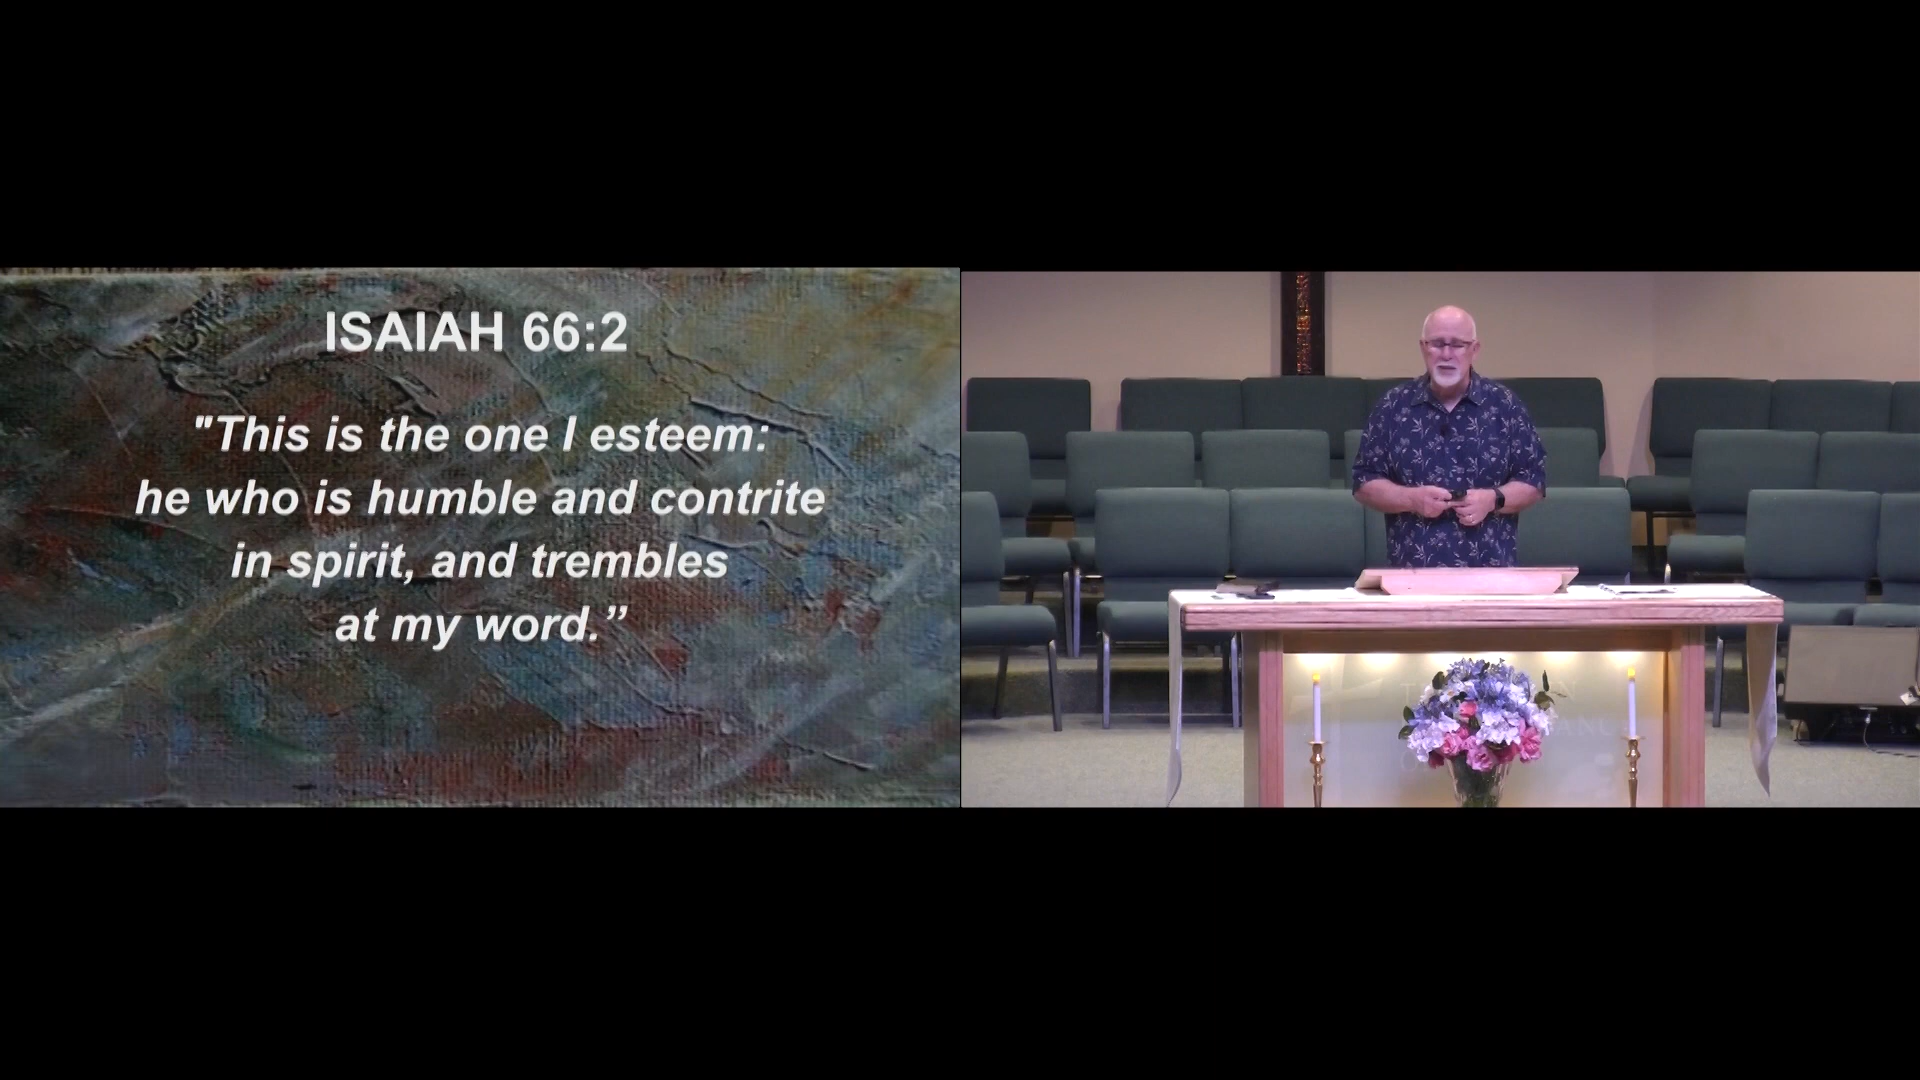 ISAIAH 66:2
"This is the one I esteem:
he who is humble and contrite
in spirit, and trembles
at my word.”